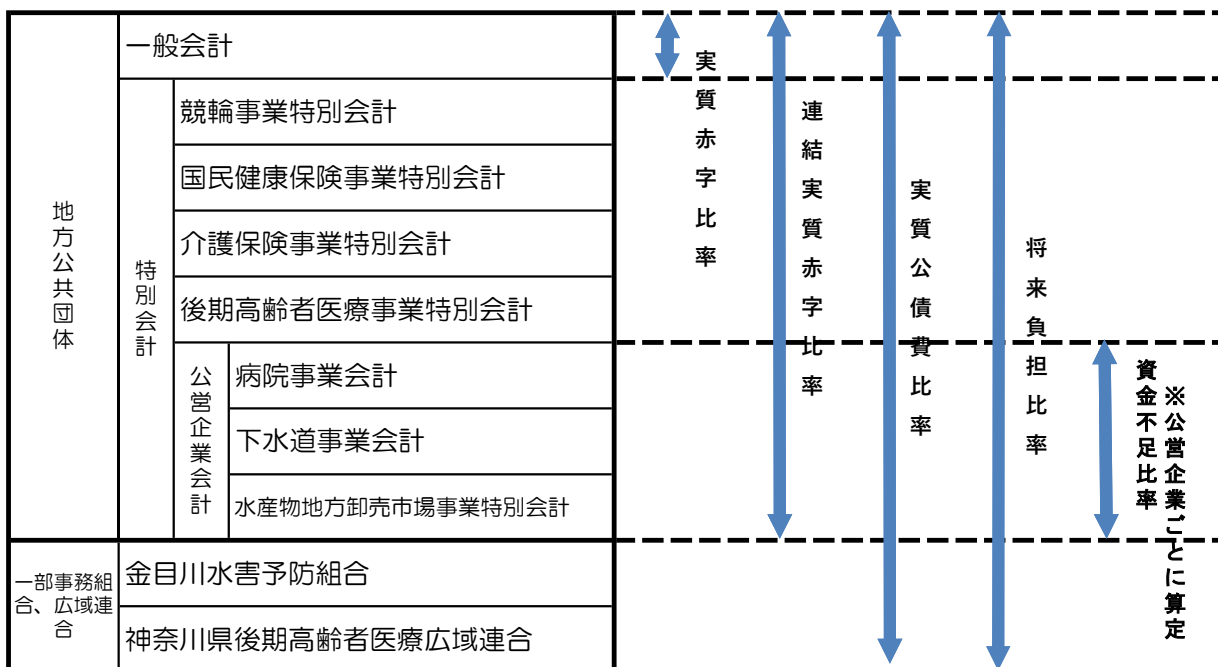 地方公共団体
一般会計
特別会計
競輪事業特別会計
国民健康保険事業特別会計
介護保険事業特別会計
後期高齢者医療事業特別会計
公営企業会計
病院事業会計
下水道事業会計
水産物地方卸売市場事業特別会計
一部事務組
合、広域連
合
金目川水害予防組合
神奈川県後期高齢者医療広域連合
実質赤字比率
連結実質赤字比率
実質公債費比率
将来負担比率
資金不足比率
※公営企業ごとに算定